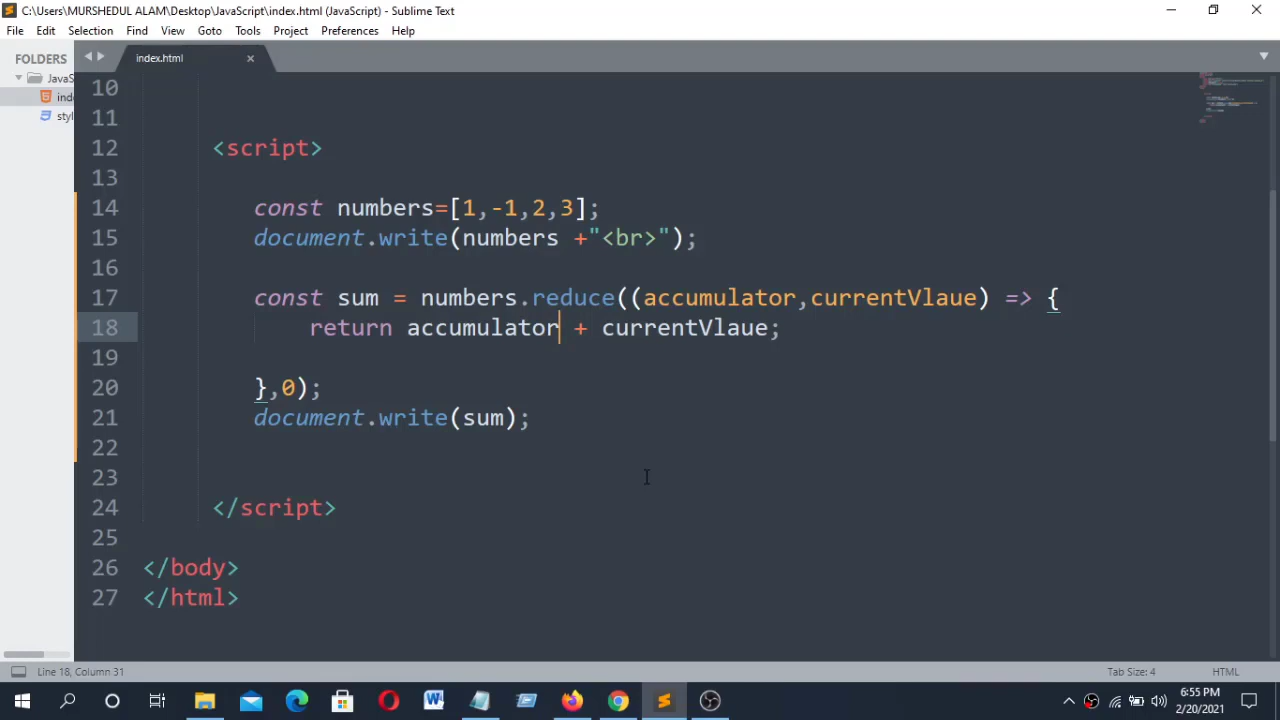 C:\Users\MURSHEDUL ALAM\Desktop\JavaScript\index.html (JavaScript) - Sublime Text
File Edit Selection Find View Goto Tools Project Preferences Help
FOLDERS
index.html
JavaS
inde
styl
10
11
12 <script>
13
14 const numbers=[1,-1,2,3];
15 document.write(numbers +"<br>");
16
17 const sum = numbers.reduce((accumulator,currentVlaue) => {
18 return accumulator + currentVlaue;
19
20 },0);
21 document.write(sum);
22
23
24 </script>
25
26 </body>
27 </html>
Line 18, Column 31
Tab Size: 4
HTML
6:55 PM
2/20/2021